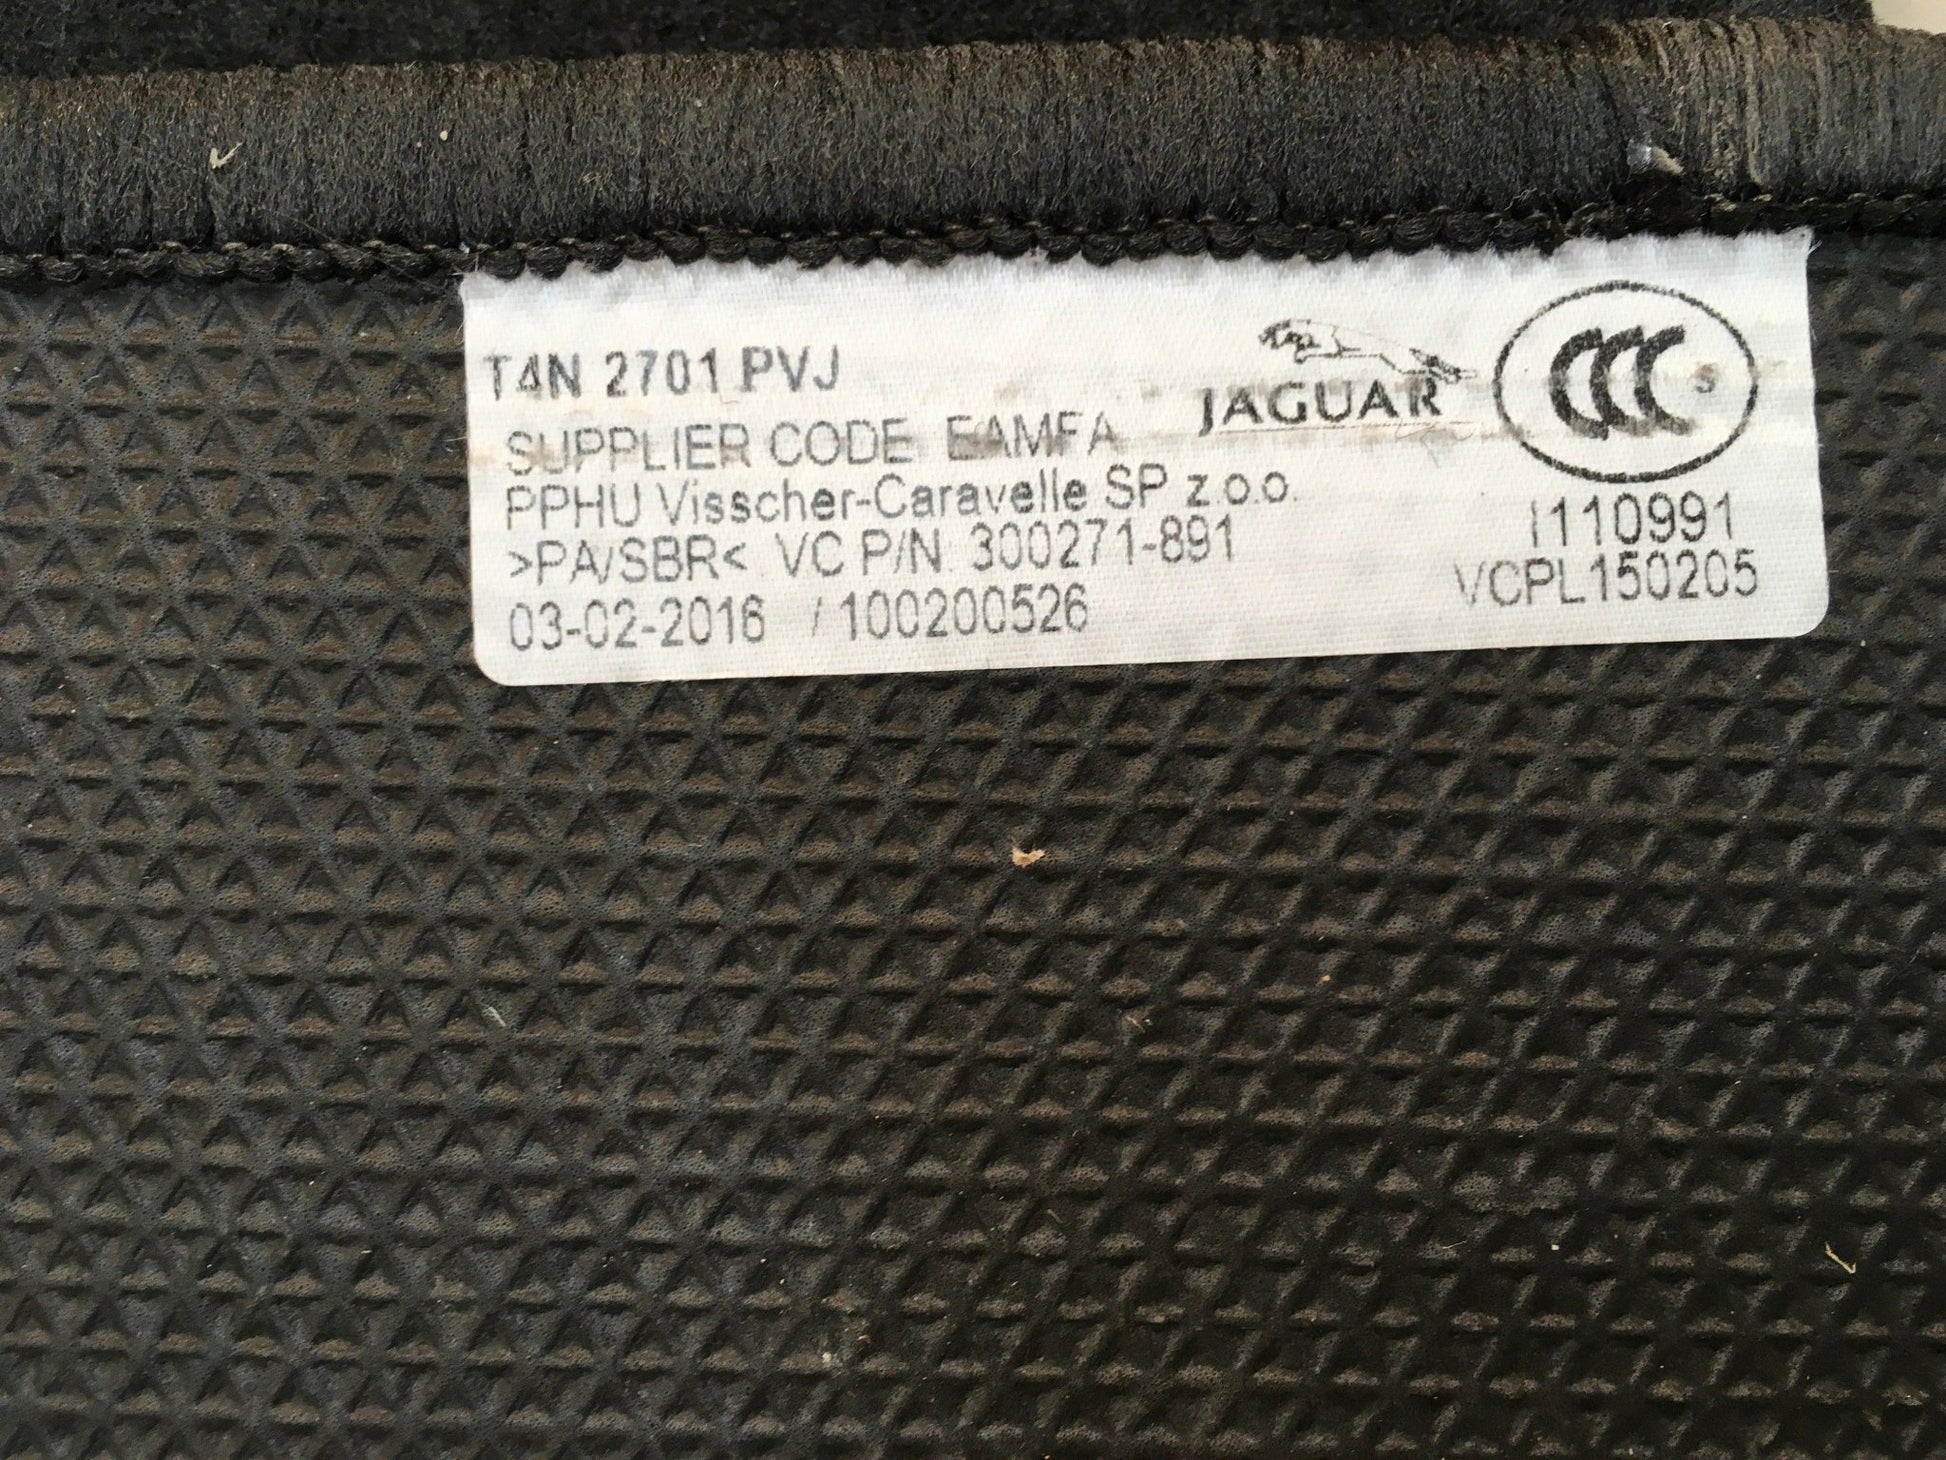 T4N 2701 PVJ
SUPPLIER CODE EAMFA
PPHU Visscher-Caravelle SP z.o.o.
>PA/SBR< VC P/N 300271-891
03-02-2016 / 100200526
JAGUAR
CCC S
I110991
VCPL150205